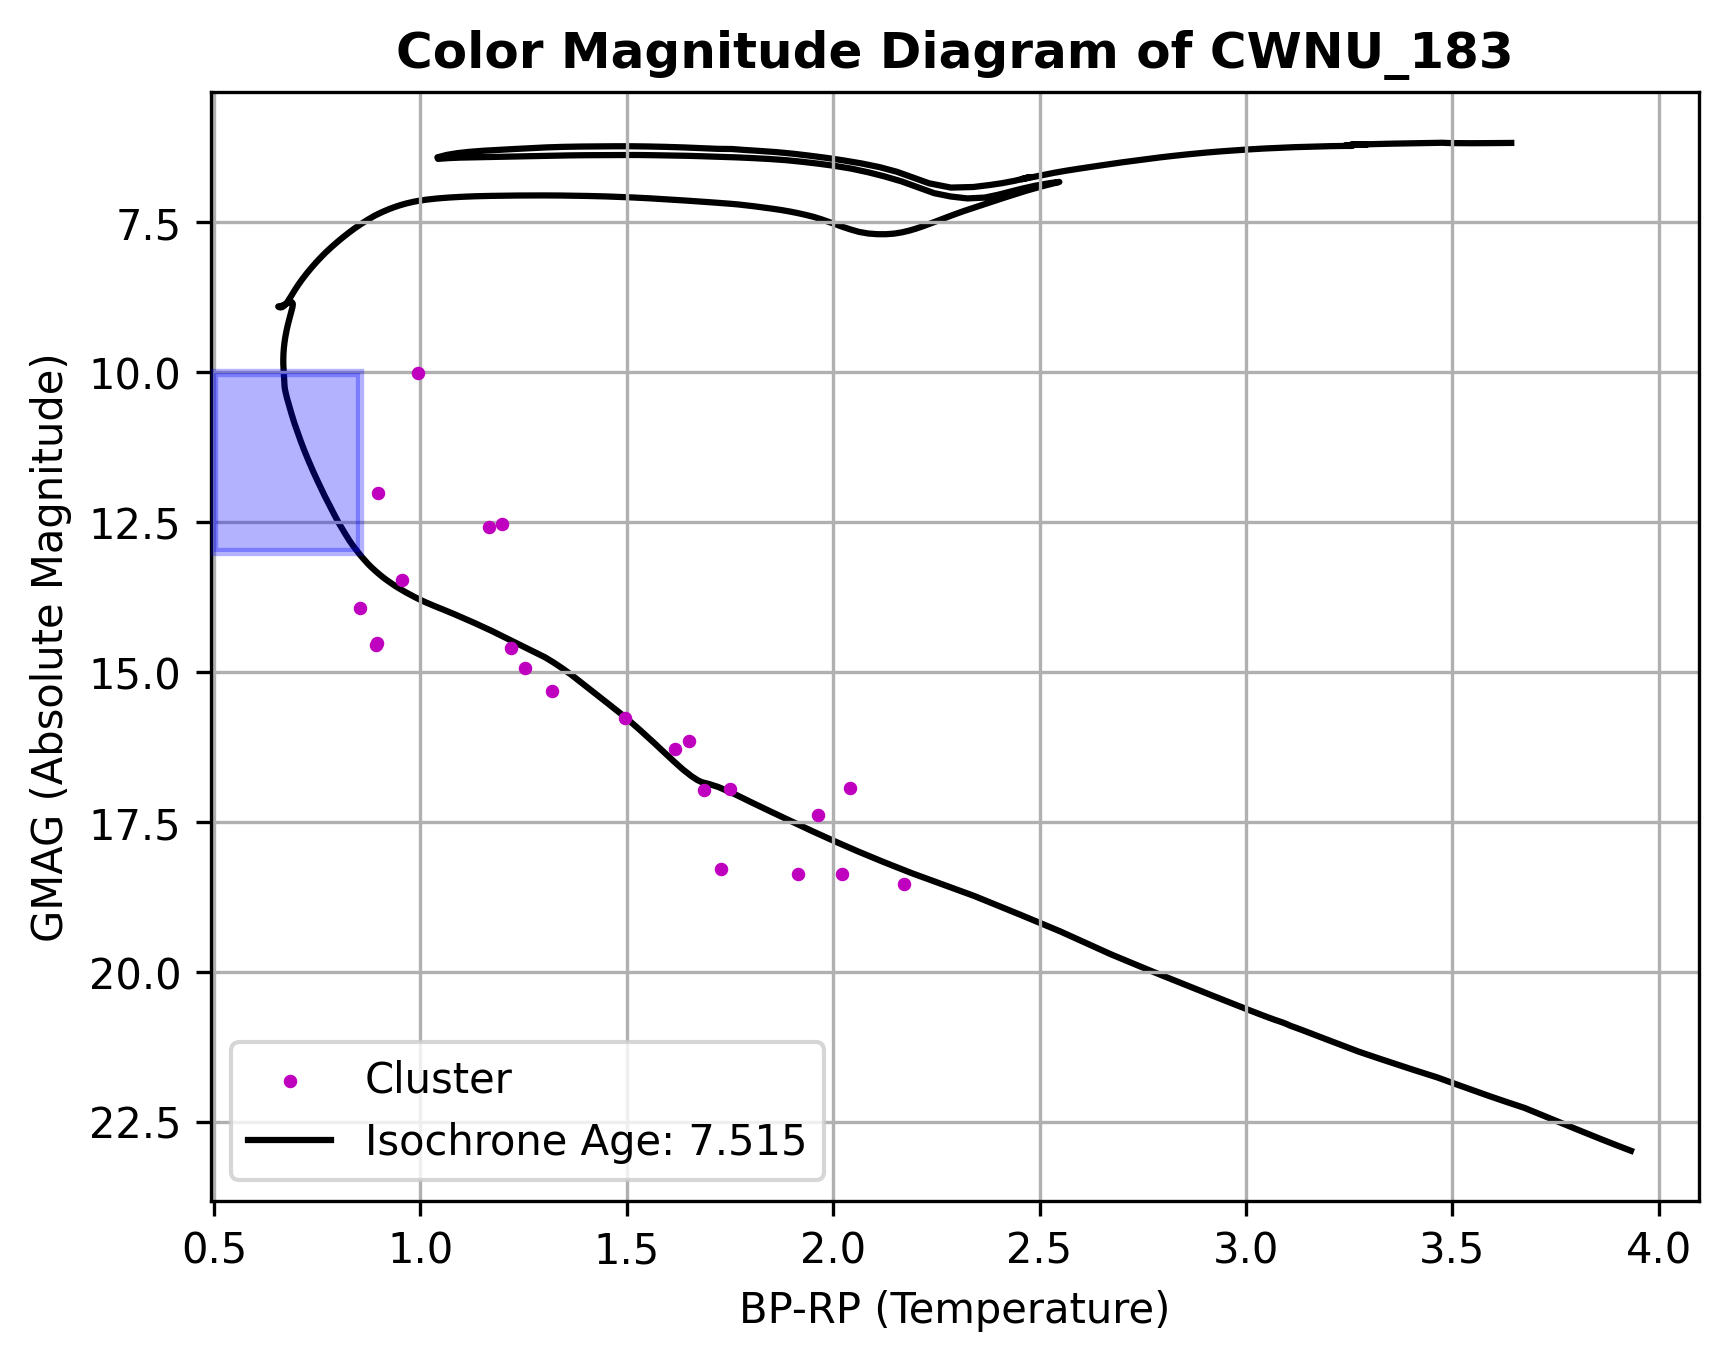 Color Magnitude Diagram of CWNU_183
GMAG (Absolute Magnitude)
7.5
10.0
12.5
15.0
17.5
20.0
22.5
Cluster
Isochrone Age: 7.515
0.5 1.0 1.5 2.0 2.5 3.0 3.5 4.0
BP-RP (Temperature)